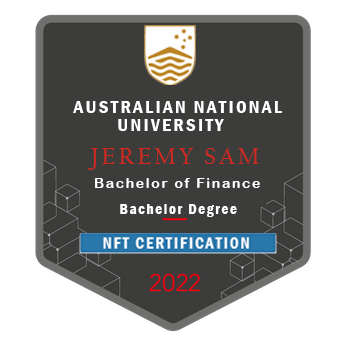 AUSTRALIAN NATIONAL
UNIVERSITY
JEREMY SAM
Bachelor of Finance
Bachelor Degree
NFT CERTIFICATION
2022